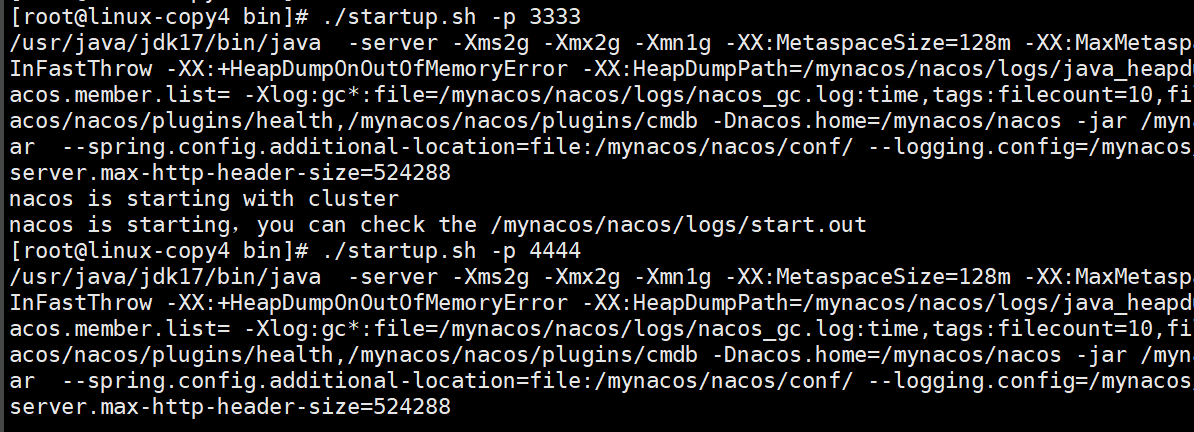 [root@linux-copy4 bin]# ./startup.sh -p 3333
/usr/java/jdk17/bin/java  -server -Xms2g -Xmx2g -Xmn1g -XX:MetaspaceSize=128m -XX:MaxMetasp
InFastThrow -XX:+HeapDumpOnOutOfMemoryError -XX:HeapDumpPath=/mynacos/nacos/logs/java_heapd
acos.member.list= -Xlog:gc*:file=/mynacos/nacos/logs/nacos_gc.log:time,tags:filecount=10,fi
acos/nacos/plugins/health,/mynacos/nacos/plugins/cmdb -Dnacos.home=/mynacos/nacos -jar /myn
ar  --spring.config.additional-location=file:/mynacos/nacos/conf/ --logging.config=/mynacos
server.max-http-header-size=524288
nacos is starting with cluster
nacos is starting，you can check the /mynacos/nacos/logs/start.out
[root@linux-copy4 bin]# ./startup.sh -p 4444
/usr/java/jdk17/bin/java  -server -Xms2g -Xmx2g -Xmn1g -XX:MetaspaceSize=128m -XX:MaxMetasp
InFastThrow -XX:+HeapDumpOnOutOfMemoryError -XX:HeapDumpPath=/mynacos/nacos/logs/java_heapd
acos.member.list= -Xlog:gc*:file=/mynacos/nacos/logs/nacos_gc.log:time,tags:filecount=10,fi
acos/nacos/plugins/health,/mynacos/nacos/plugins/cmdb -Dnacos.home=/mynacos/nacos -jar /myn
ar  --spring.config.additional-location=file:/mynacos/nacos/conf/ --logging.config=/mynacos
server.max-http-header-size=524288